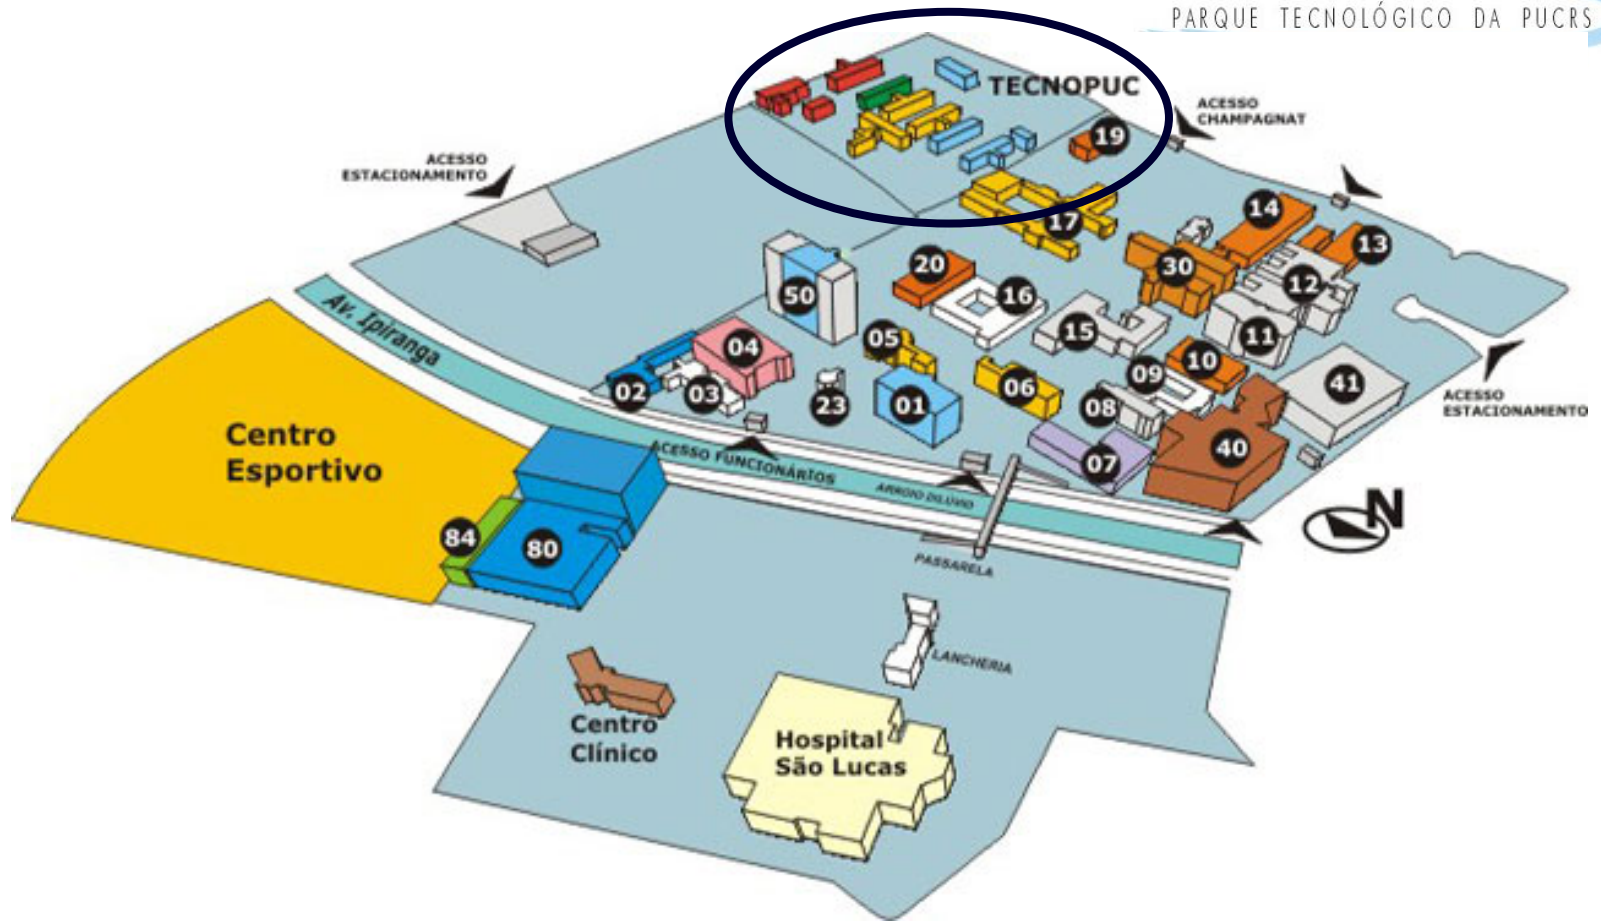 PARQUE TECNOLÓGICO DA PUCRS
TECNOPUC
ACESSO
CHAMPAGNAT
19
ACESSO
ESTACIONAMENTO
14
17
13
20
30
50
16
12
Av. Ipiranga
05
15
11
04
10
09
41
02
03
23
01
06
08
ACESSO
ESTACIONAMENTO
Centro
Esportivo
ACESSO FUNCIONÁRIOS
07
40
ARROIO DILÚVIO
N
84
80
PASSARELA
LANCHERIA
Centro
Clínico
Hospital
São Lucas